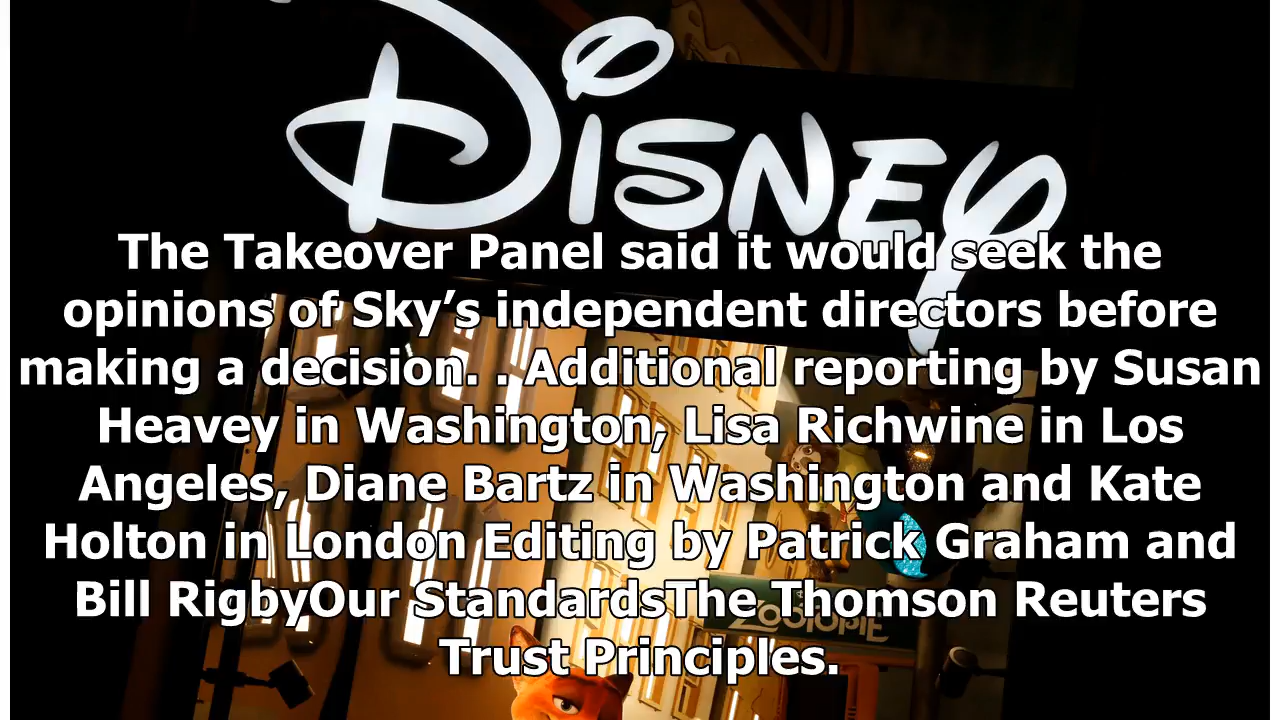 Disney
The Takeover Panel said it would seek the
opinions of Sky’s independent directors before
making a decision. . Additional reporting by Susan
Heavey in Washington, Lisa Richwine in Los
Angeles, Diane Bartz in Washington and Kate
Holton in London Editing by Patrick Graham and
Bill RigbyOur StandardsThe Thomson Reuters
ZOOTOPIE
Trust Principles.